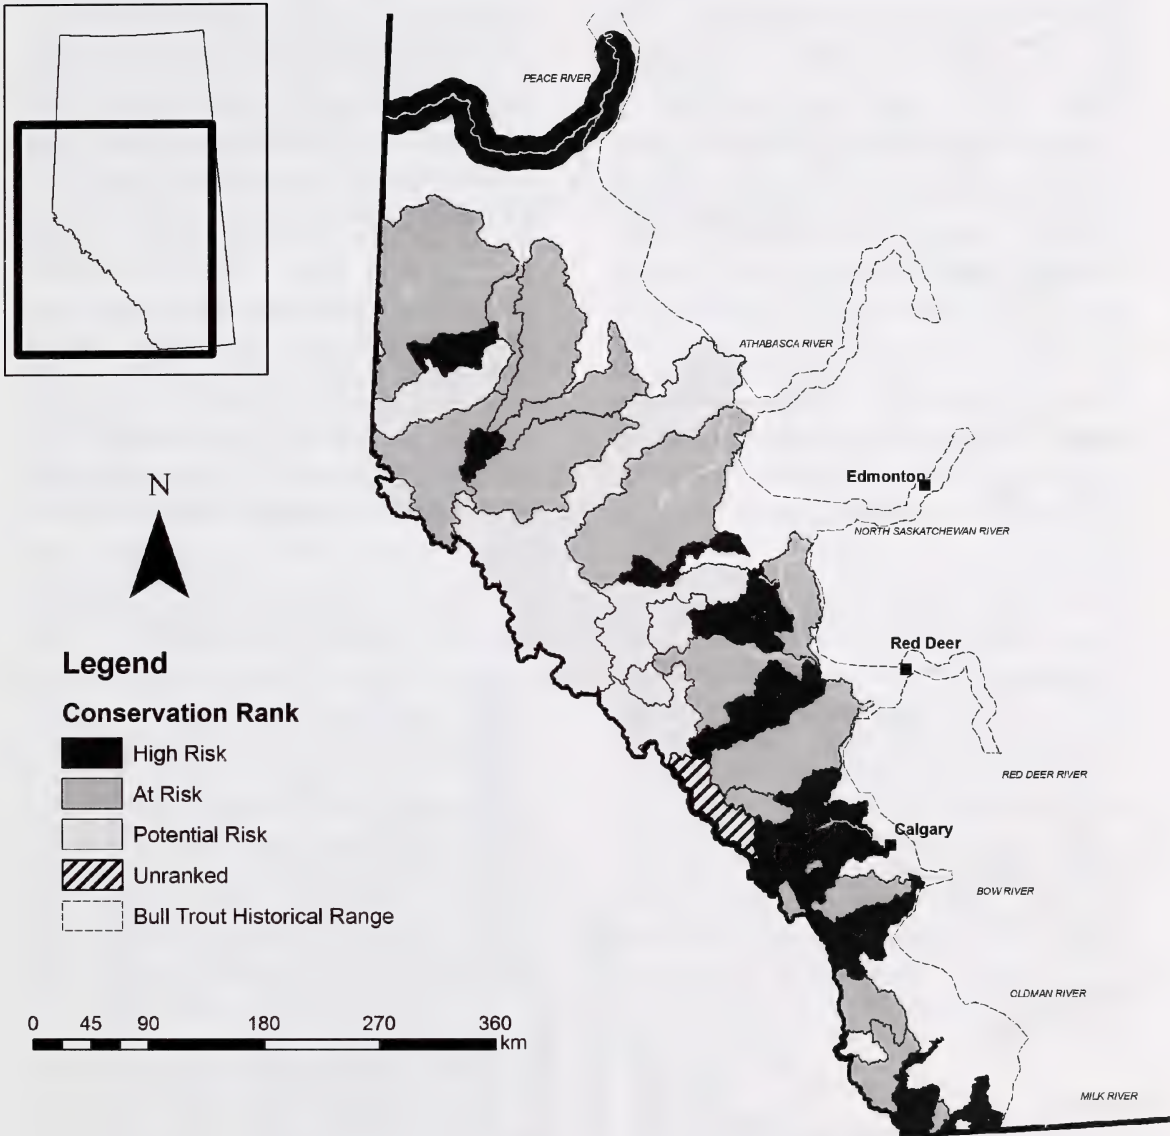 PEACE RIVER
ATHABASCA RIVER
Edmonton
NORTH SASKATCHEWAN RIVER
Red Deer
RED DEER RIVER
Calgary
BOW RIVER
OLDMAN RIVER
MILK RIVER
N
Legend
Conservation Rank
High Risk
At Risk
Potential Risk
Unranked
Bull Trout Historical Range
0 45 90 180 270 360
km